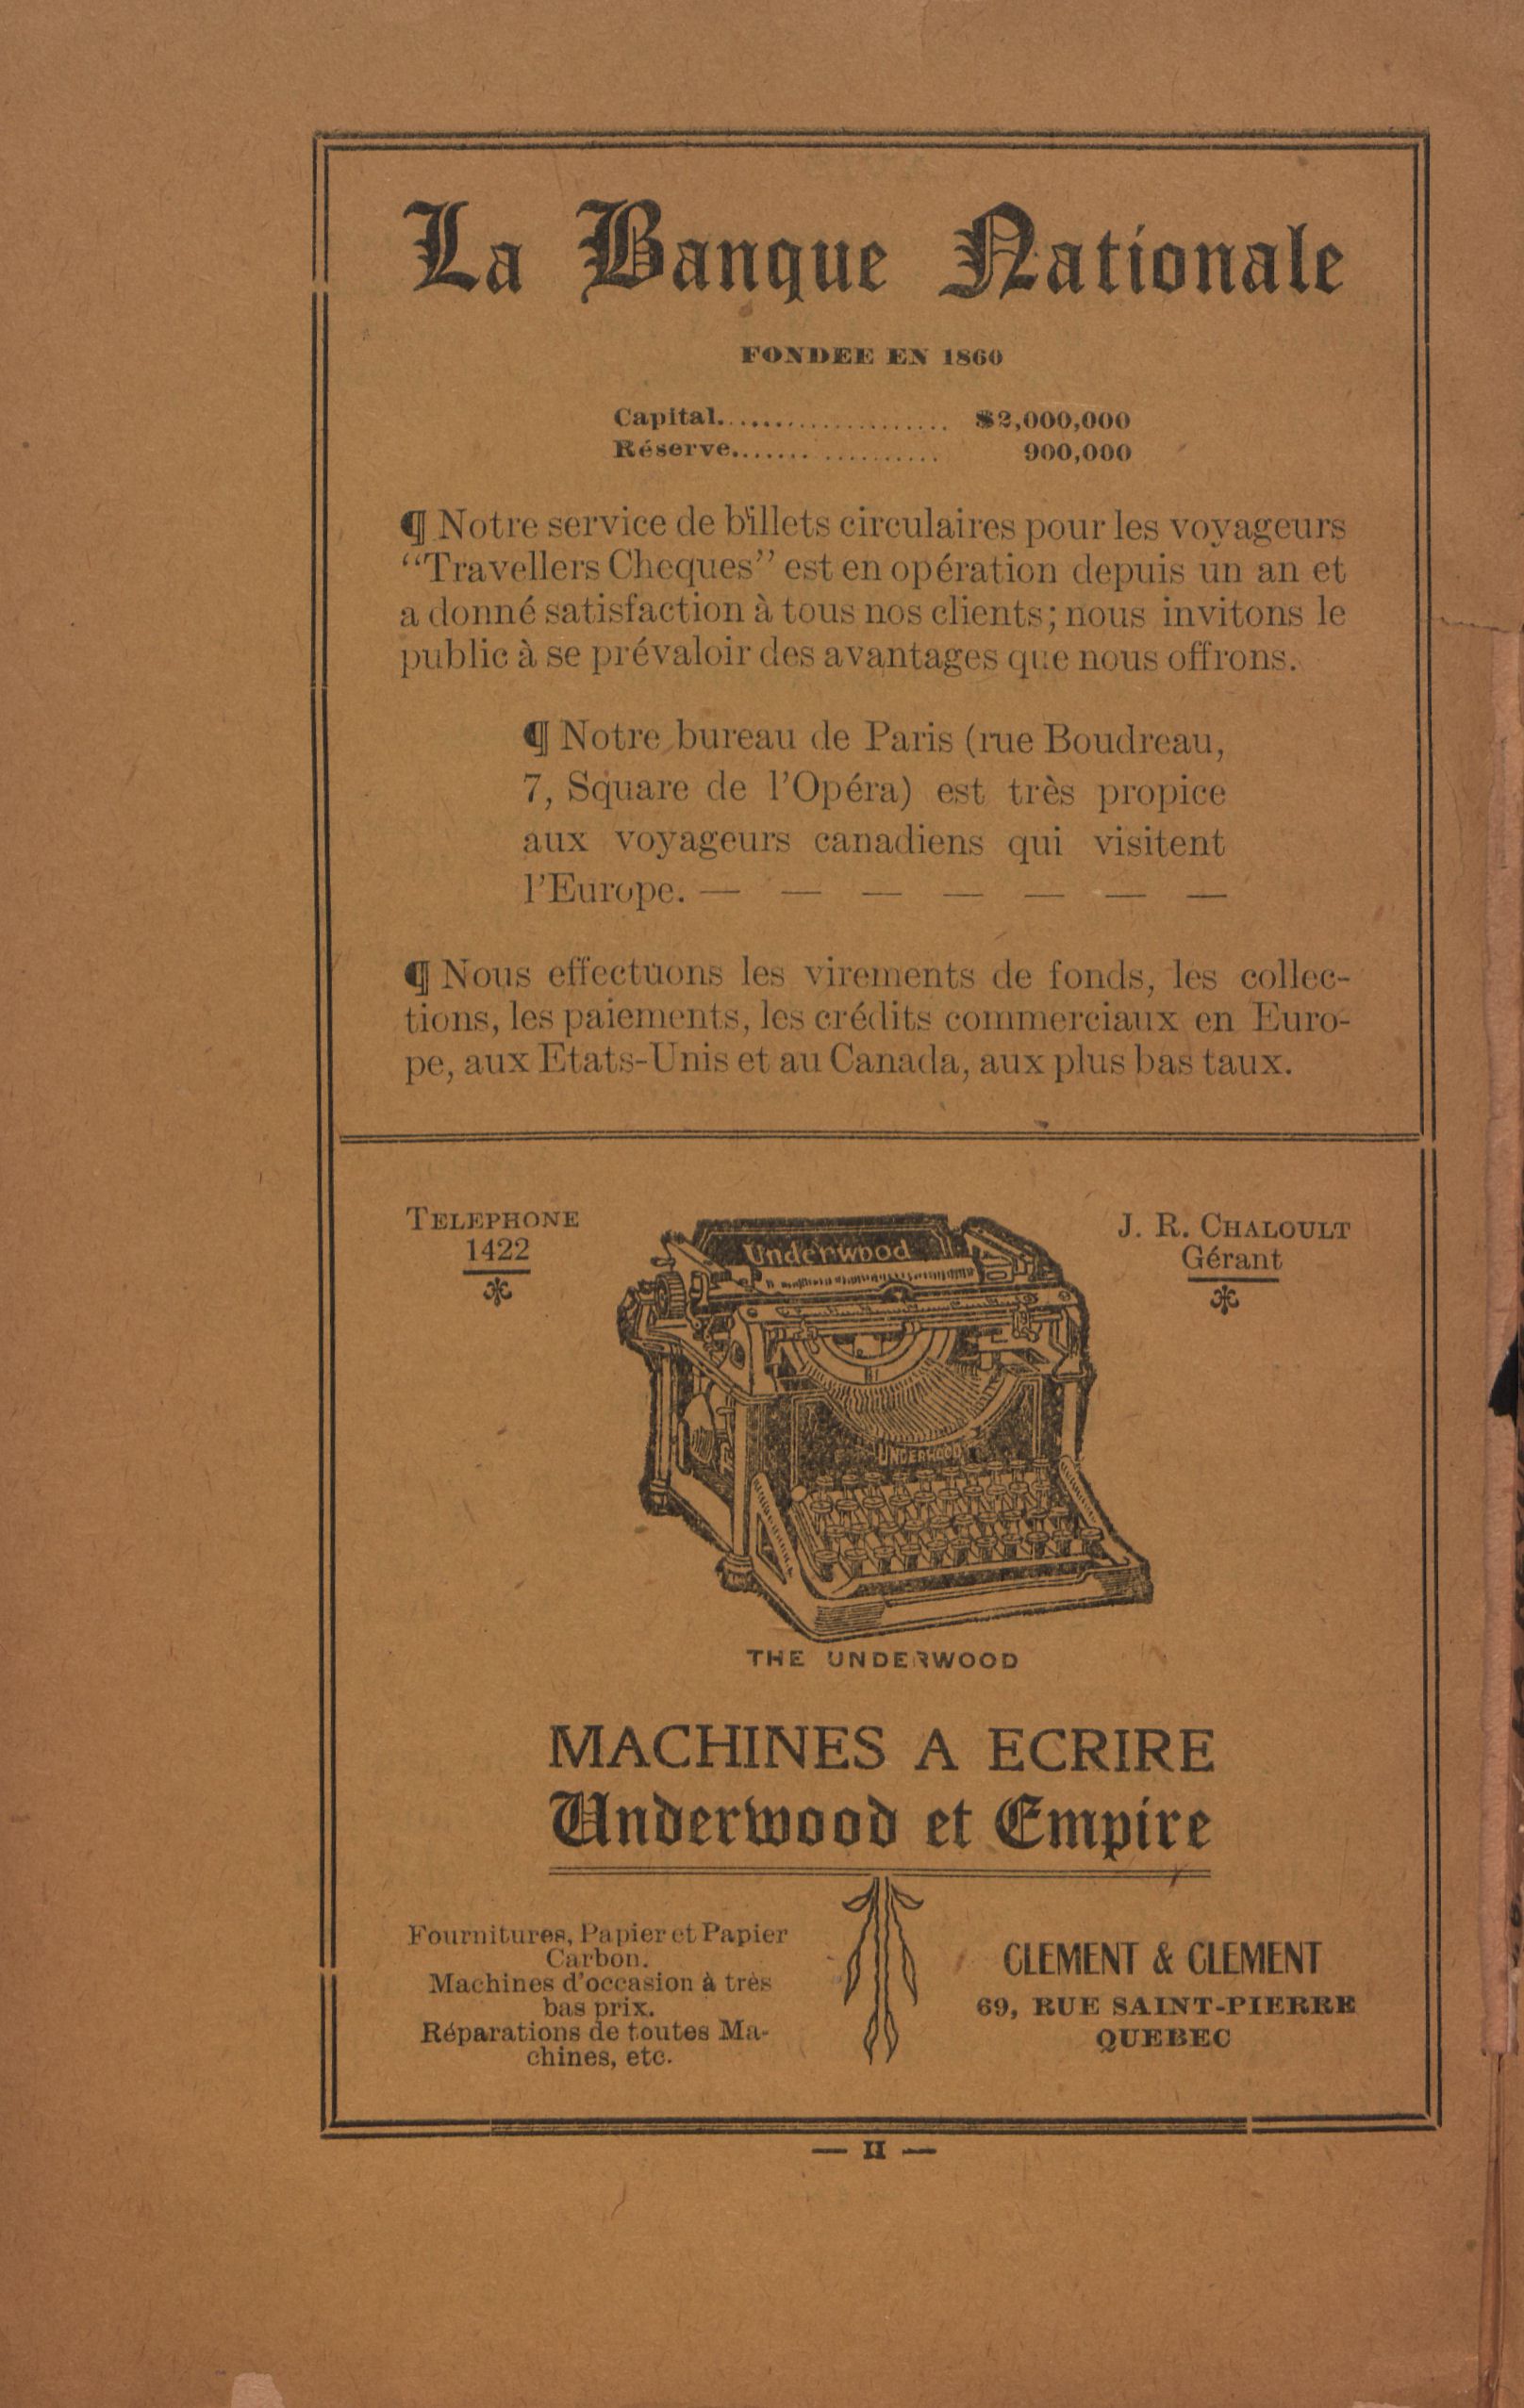 La Banque Nationale
FONDEE EN 1860
Capital...................... $2,000,000
Réserve.................. 900,000
¶ Notre service de billets circulaires pour les voyageurs
“Travellers Cheques” est en opération depuis un an et
a donné satisfaction à tous nos clients; nous invitons le
public à se prévaloir des avantages que nous offrons.
¶ Notre bureau de Paris (rue Boudreau,
7, Square de l’Opéra) est très propice
aux voyageurs canadiens qui visitent
l’Europe. — — — — — — —
¶ Nous effectuons les virements de fonds, les collec-
tions, les paiements, les crédits commerciaux en Euro-
pe, aux Etats-Unis et au Canada, aux plus bas taux.
TELEPHONE
1422
J. R. CHALOULT
Gérant
Underwood
UNDERWOOD
THE UNDERWOOD
MACHINES A ECRIRE
Underwood et Empire
Fournitures, Papier et Papier
Carbon.
Machines d’occasion à très
bas prix.
Réparations de toutes Ma-
chines, etc.
CLEMENT & CLEMENT
69, RUE SAINT-PIERRE
QUEBEC
— II —